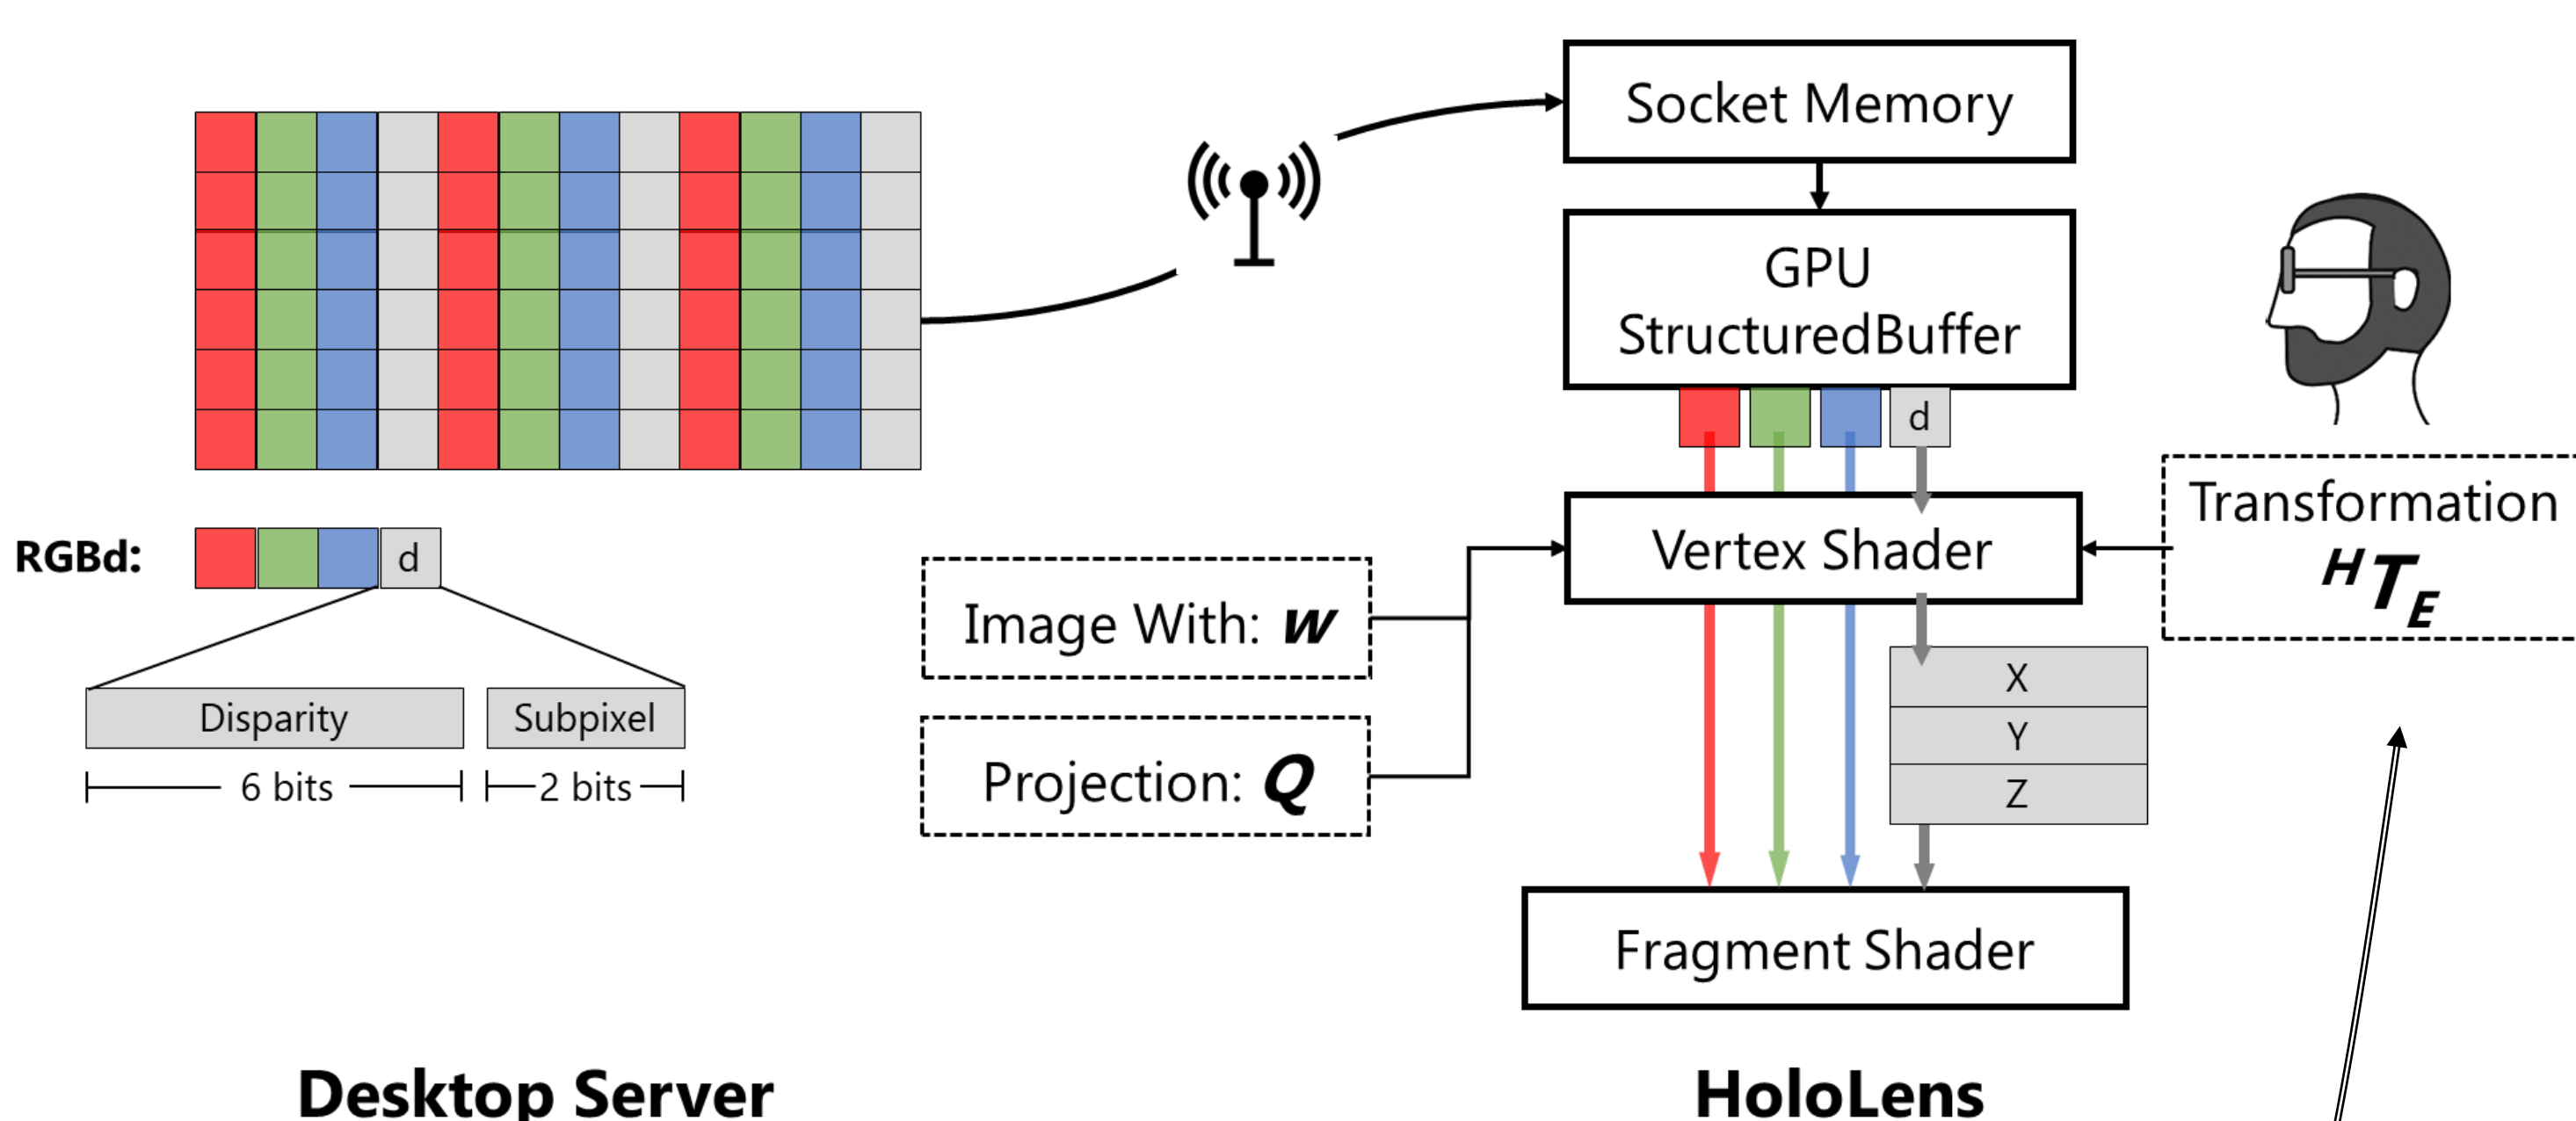 Socket Memory
GPU
StructuredBuffer
d
RGBd:
d
Vertex Shader
Transformation
HTE
Image With: w
Disparity
Subpixel
X
Y
Z
6 bits
2 bits
Projection: Q
Fragment Shader
Desktop Server
HoloLens